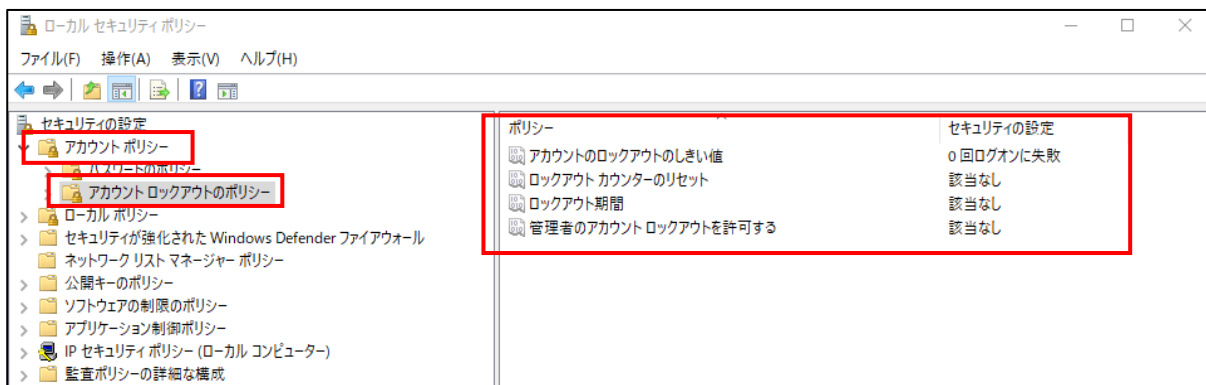 ローカル セキュリティ ポリシー
ファイル(F) 操作(A) 表示(V) ヘルプ(H)
セキュリティの設定
アカウント ポリシー
パスワードのポリシー
アカウント ロックアウトのポリシー
ローカル ポリシー
セキュリティが強化された Windows Defender ファイアウォール
ネットワーク リスト マネージャー ポリシー
公開キーのポリシー
ソフトウェアの制限のポリシー
アプリケーション制御ポリシー
IP セキュリティ ポリシー (ローカル コンピューター)
監査ポリシーの詳細な構成
ポリシー セキュリティの設定
アカウントのロックアウトのしきい値 0 回ログオンに失敗
ロックアウト カウンターのリセット 該当なし
ロックアウト期間 該当なし
管理者のアカウント ロックアウトを許可する 該当なし